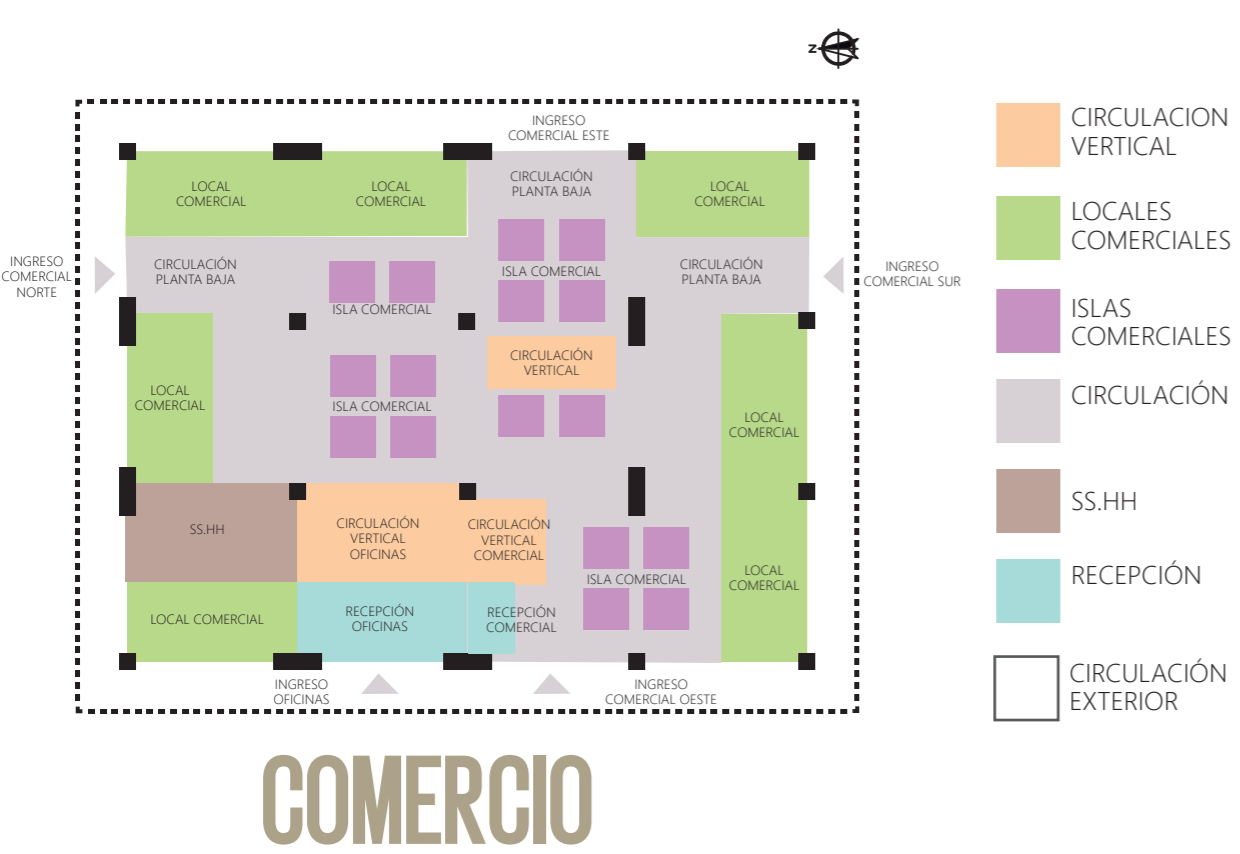 z
INGRESO
COMERCIAL ESTE
LOCAL
COMERCIAL
LOCAL
COMERCIAL
CIRCULACIÓN
PLANTA BAJA
LOCAL
COMERCIAL
INGRESO
COMERCIAL
NORTE
CIRCULACIÓN
PLANTA BAJA
ISLA COMERCIAL
ISLA COMERCIAL
CIRCULACIÓN
PLANTA BAJA
INGRESO
COMERCIAL SUR
CIRCULACIÓN
VERTICAL
LOCAL
COMERCIAL
ISLA COMERCIAL
LOCAL
COMERCIAL
SS.HH
CIRCULACIÓN
VERTICAL
OFICINAS
CIRCULACIÓN
VERTICAL
COMERCIAL
ISLA COMERCIAL
LOCAL
COMERCIAL
LOCAL COMERCIAL
RECEPCIÓN
OFICINAS
RECEPCIÓN
COMERCIAL
INGRESO
OFICINAS
INGRESO
COMERCIAL OESTE
CIRCULACION
VERTICAL
LOCALES
COMERCIALES
ISLAS
COMERCIALES
CIRCULACIÓN
SS.HH
RECEPCIÓN
CIRCULACIÓN
EXTERIOR
COMERCIO